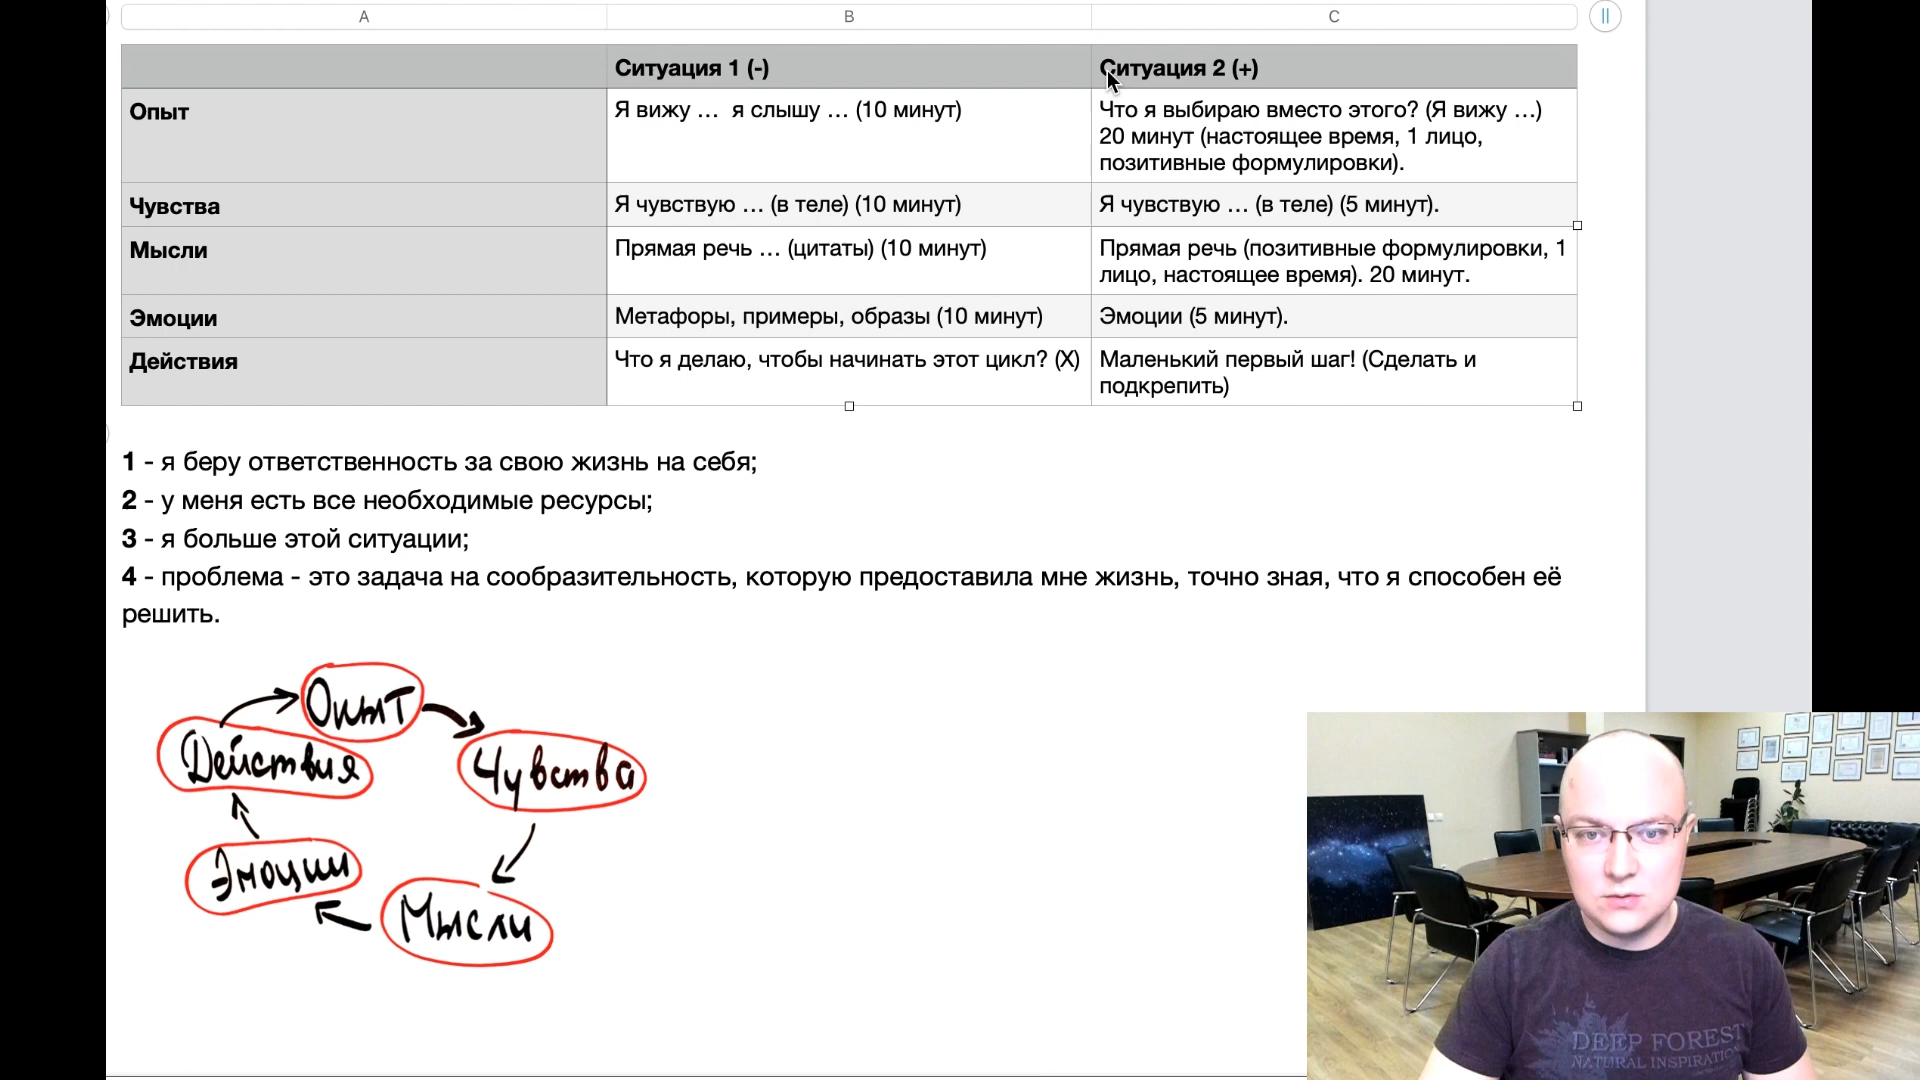 A B C
Ситуация 1 (-) Ситуация 2 (+)
Опыт Я вижу … я слышу … (10 минут) Что я выбираю вместо этого? (Я вижу …)
20 минут (настоящее время, 1 лицо,
позитивные формулировки).
Чувства Я чувствую … (в теле) (10 минут) Я чувствую … (в теле) (5 минут).
Мысли Прямая речь … (цитаты) (10 минут) Прямая речь (позитивные формулировки, 1
лицо, настоящее время). 20 минут.
Эмоции Метафоры, примеры, образы (10 минут) Эмоции (5 минут).
Действия Что я делаю, чтобы начинать этот цикл? (Х) Маленький первый шаг! (Сделать и
подкрепить)
1 - я беру ответственность за свою жизнь на себя;
2 - у меня есть все необходимые ресурсы;
3 - я больше этой ситуации;
4 - проблема - это задача на сообразительность, которую предоставила мне жизнь, точно зная, что я способен её
решить.
Опыт
Действия
Чувства
Эмоции
Мысли
DEEP FOREST
NATURAL INSPIRATIO